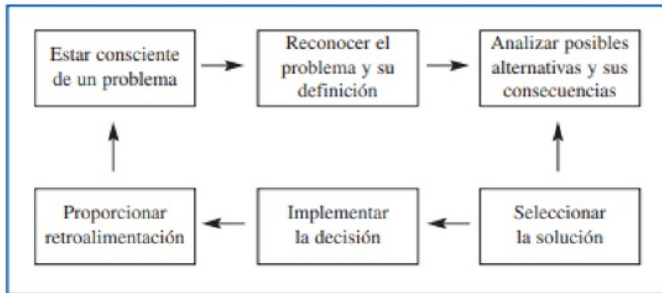 Estar consciente
de un problema
Reconocer el
problema y su
definición
Analizar posibles
alternativas y sus
consecuencias
Proporcionar
retroalimentación
Implementar
la decisión
Seleccionar
la solución